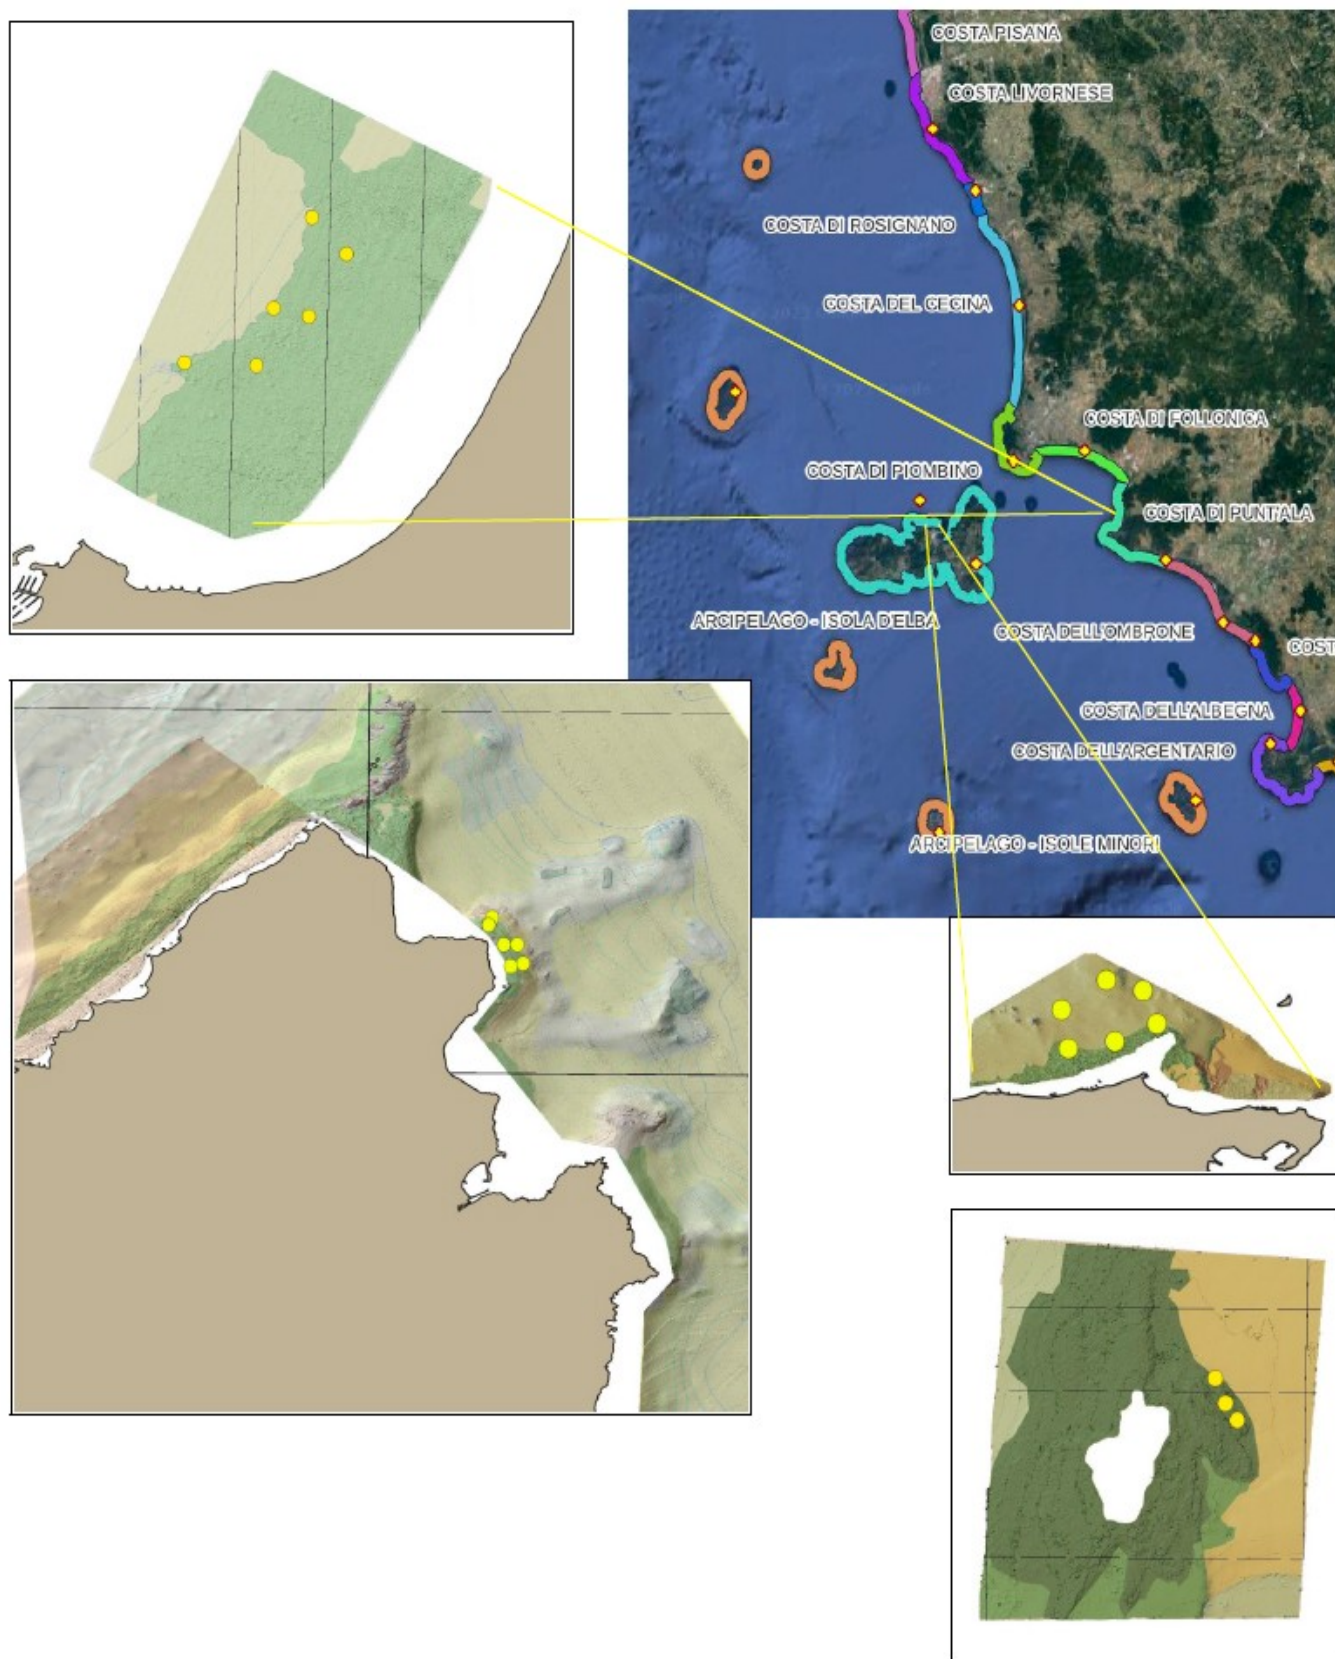 COSTA PISANA
COSTA LIVORNESE
COSTA DI ROSIGNANO
COSTA DEL CECINA
COSTA DI FOLLONICA
COSTA DI PIOMBINO
COSTA DI PUNT'ALA
ARCIPELAGO - ISOLA D'ELBA
COSTA DELL'OMBRONE
COST
COSTA DELL'ALBEGNA
COSTA DELL'ARGENTARIO
ARCIPELAGO - ISOLE MINORI